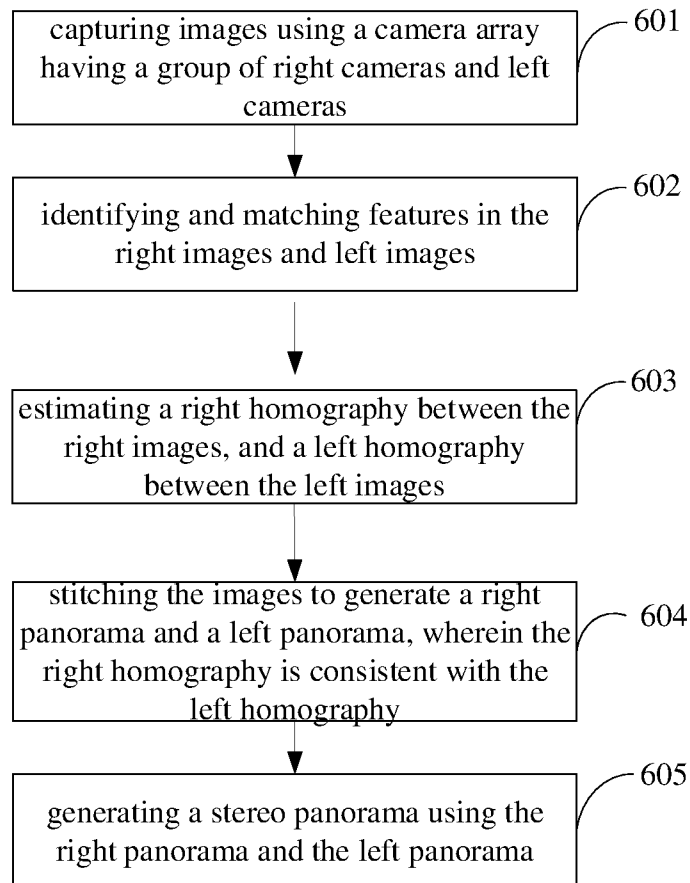 capturing images using a camera array
having a group of right cameras and left
cameras
601
identifying and matching features in the
right images and left images
602
estimating a right homography between the
right images, and a left homography
between the left images
603
stitching the images to generate a right
panorama and a left panorama, wherein the
right homography is consistent with the
left homography
604
generating a stereo panorama using the
right panorama and the left panorama
605